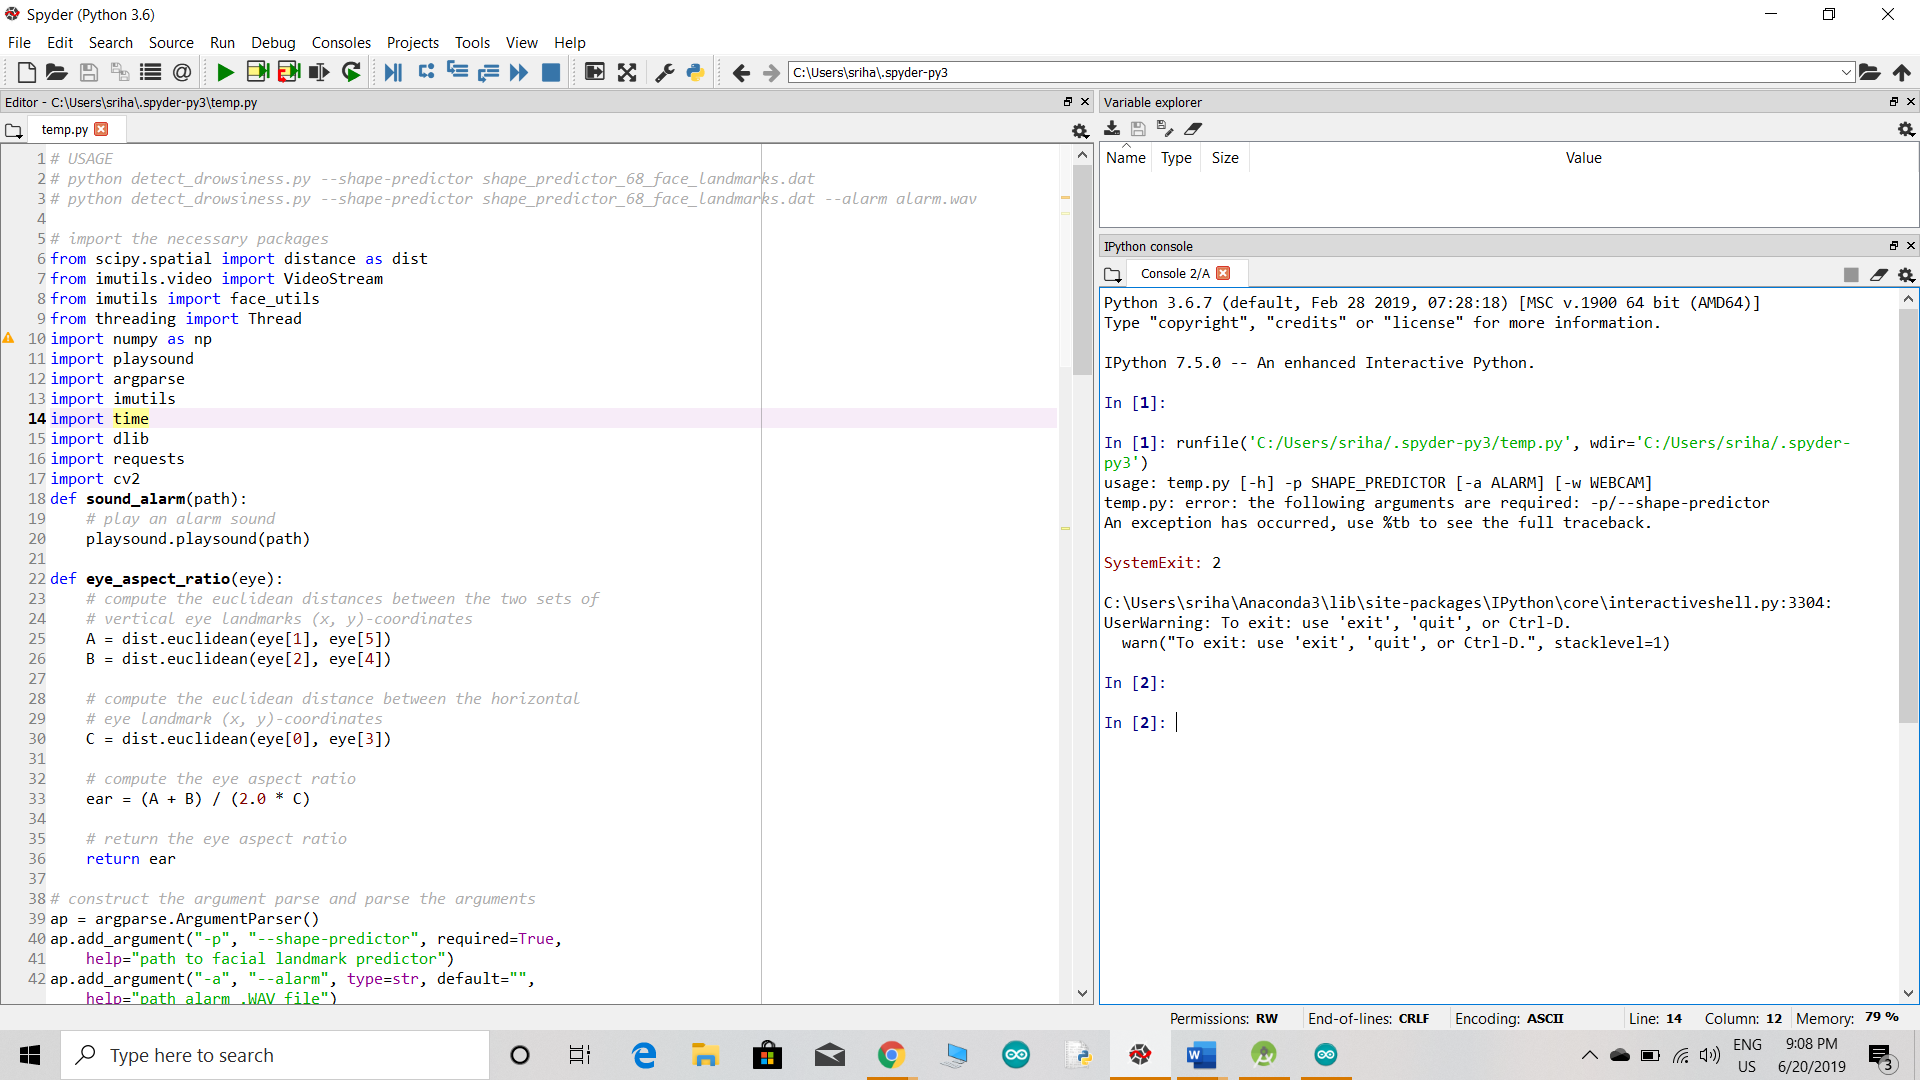 Spyder (Python 3.6)
File Edit Search Source Run Debug Consoles Projects Tools View Help
C:\Users\sriha\.spyder-py3
Editor - C:\Users\sriha\.spyder-py3\temp.py
temp.py
1 # USAGE
2 # python detect_drowsiness.py --shape-predictor shape_predictor_68_face_landmarks.dat
3 # python detect_drowsiness.py --shape-predictor shape_predictor_68_face_landmarks.dat --alarm alarm.wav
4
5 # import the necessary packages
6 from scipy.spatial import distance as dist
7 from imutils.video import VideoStream
8 from imutils import face_utils
9 from threading import Thread
10 import numpy as np
11 import playsound
12 import argparse
13 import imutils
14 import time
15 import dlib
16 import requests
17 import cv2
18 def sound_alarm(path):
19     # play an alarm sound
20     playsound.playsound(path)
21
22 def eye_aspect_ratio(eye):
23     # compute the euclidean distances between the two sets of
24     # vertical eye landmarks (x, y)-coordinates
25     A = dist.euclidean(eye[1], eye[5])
26     B = dist.euclidean(eye[2], eye[4])
27
28     # compute the euclidean distance between the horizontal
29     # eye landmark (x, y)-coordinates
30     C = dist.euclidean(eye[0], eye[3])
31
32     # compute the eye aspect ratio
33     ear = (A + B) / (2.0 * C)
34
35     # return the eye aspect ratio
36     return ear
37
38 # construct the argument parse and parse the arguments
39 ap = argparse.ArgumentParser()
40 ap.add_argument("-p", "--shape-predictor", required=True,
41     help="path to facial landmark predictor")
42 ap.add_argument("-a", "--alarm", type=str, default="",
    help="path alarm .WAV file")
Variable explorer
Name Type Size Value
IPython console
Console 2/A
Python 3.6.7 (default, Feb 28 2019, 07:28:18) [MSC v.1900 64 bit (AMD64)]
Type "copyright", "credits" or "license" for more information.
IPython 7.5.0 -- An enhanced Interactive Python.
In [1]:
In [1]: runfile('C:/Users/sriha/.spyder-py3/temp.py', wdir='C:/Users/sriha/.spyder-
py3')
usage: temp.py [-h] -p SHAPE_PREDICTOR [-a ALARM] [-w WEBCAM]
temp.py: error: the following arguments are required: -p/--shape-predictor
An exception has occurred, use %tb to see the full traceback.
SystemExit: 2
C:\Users\sriha\Anaconda3\lib\site-packages\IPython\core\interactiveshell.py:3304:
UserWarning: To exit: use 'exit', 'quit', or Ctrl-D.
  warn("To exit: use 'exit', 'quit', or Ctrl-D.", stacklevel=1)
In [2]:
In [2]:
Permissions: RW End-of-lines: CRLF Encoding: ASCII Line: 14 Column: 12 Memory: 79 %
Type here to search
ENG
US
9:08 PM
6/20/2019
3